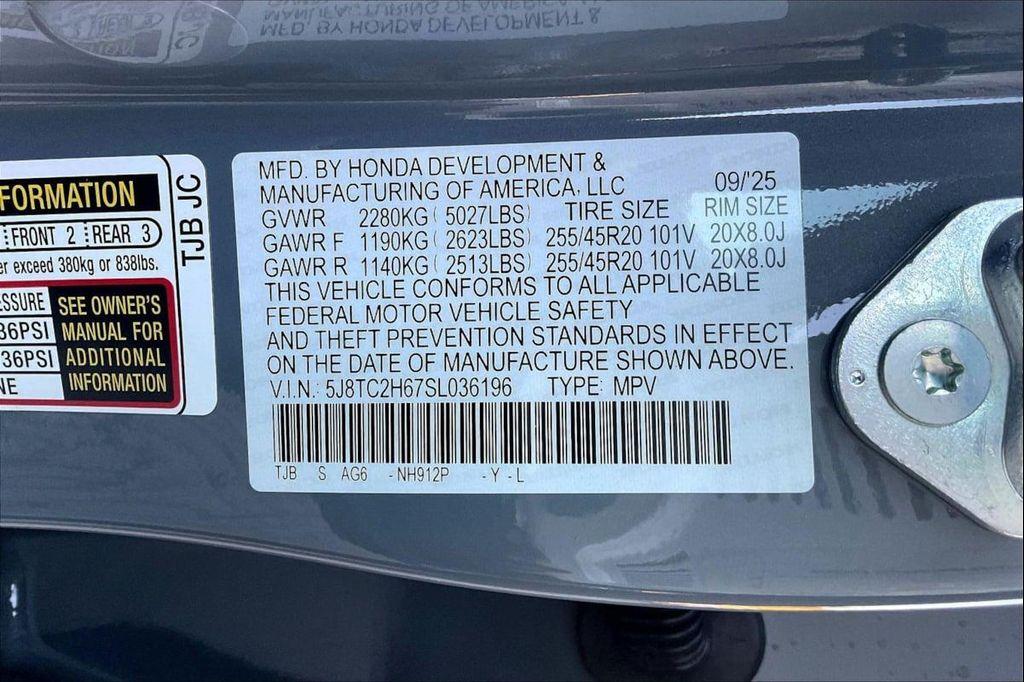 FORMATION
FRONT 2 REAR 3
er exceed 380kg or 838lbs.
ESSURE
36PSI
36PSI
NE
SEE OWNER'S
MANUAL FOR
ADDITIONAL
INFORMATION
TJB JC
MFD. BY HONDA DEVELOPMENT &
MANUFACTURING OF AMERICA, LLC 09/'25
GVWR 2280KG( 5027LBS) TIRE SIZE RIM SIZE
GAWR F 1190KG( 2623LBS) 255/45R20 101V 20X8.0J
GAWR R 1140KG( 2513LBS) 255/45R20 101V 20X8.0J
THIS VEHICLE CONFORMS TO ALL APPLICABLE
FEDERAL MOTOR VEHICLE SAFETY
AND THEFT PREVENTION STANDARDS IN EFFECT
ON THE DATE OF MANUFACTURE SHOWN ABOVE.
V.I.N.: 5J8TC2H67SL036196 TYPE: MPV
TJB S AG6 -NH912P -Y-L